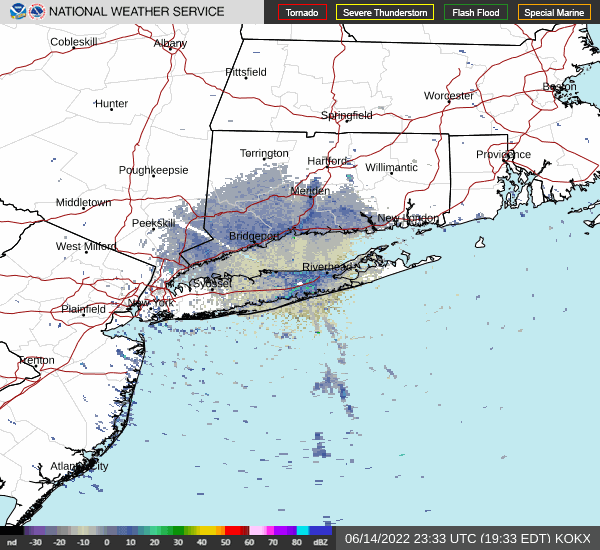 NATIONAL WEATHER SERVICE Tornado Severe Thunderstorm Flash Flood Special Marine
Cobleskill Albany
Pittsfield
Boston
Worcester
Hunter
Springfield
Torrington Hartford Providence
Poughkeepsie Willimantic
Meriden
Middletown
Peekskill New London
Bridgeport
West Milford
Riverhead
Syosset
New York
Plainfield
Trenton
Atlantic City
nd -30 -20 -10 0 10 20 30 40 50 60 70 80 dBZ 06/14/2022 23:33 UTC (19:33 EDT) KOKX